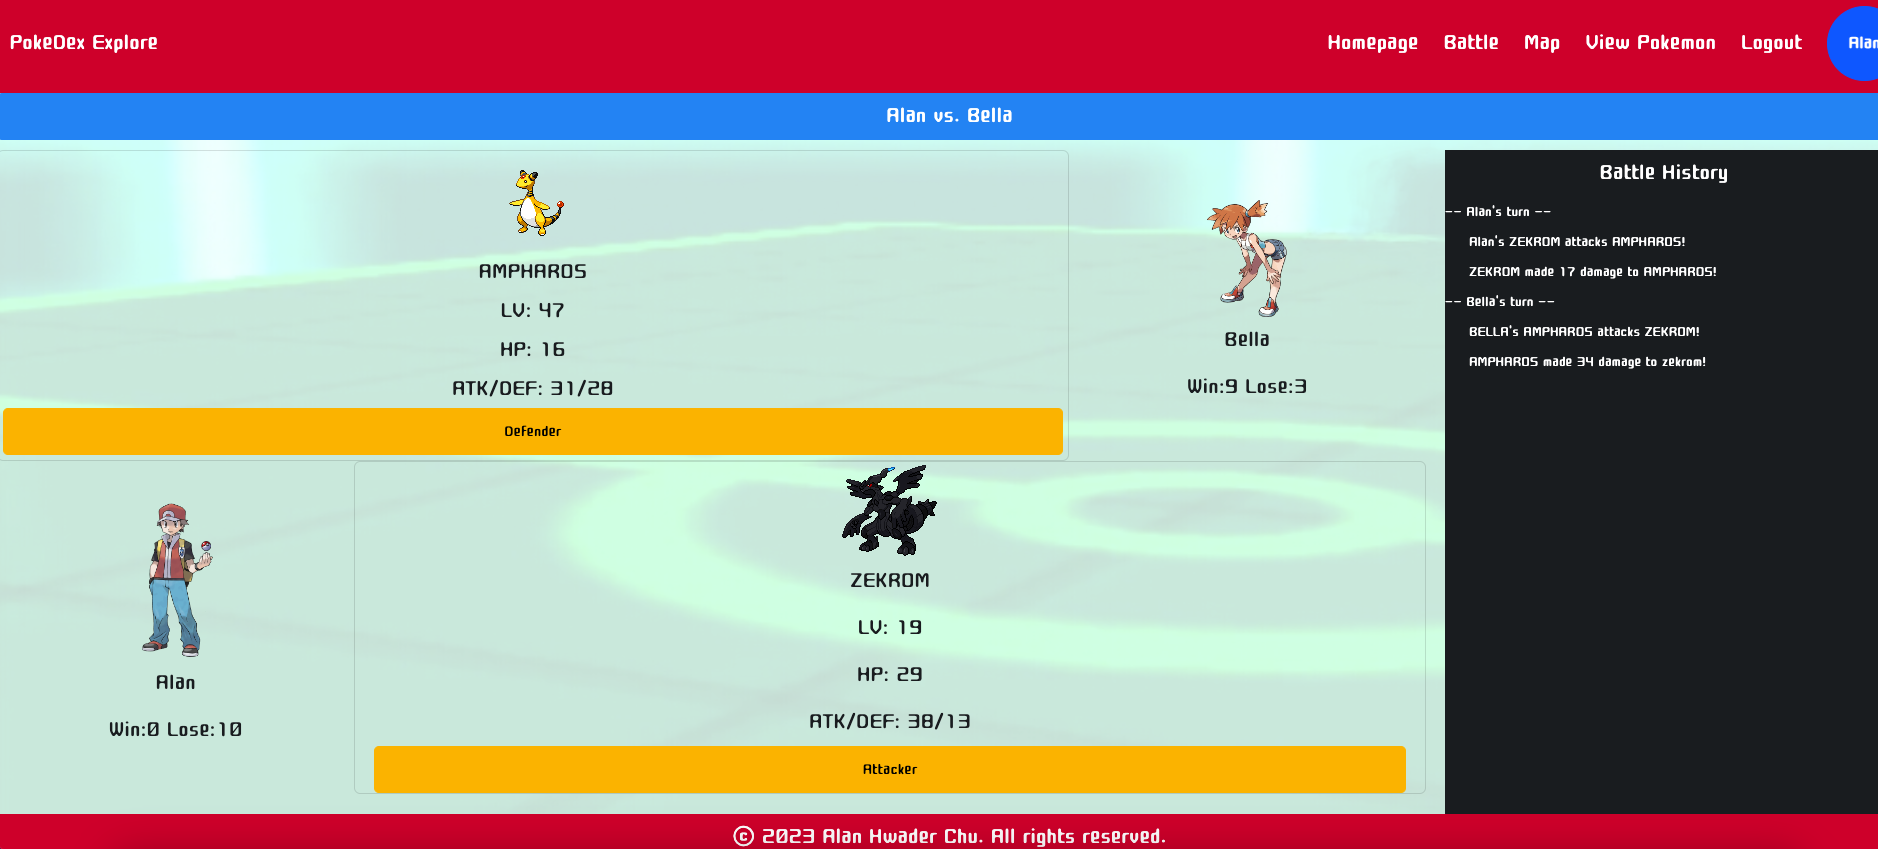 PokeDex Explore
Homepage Battle Map View Pokemon Logout Alan
Alan vs. Bella
AMPHAROS
LV: 47
HP: 16
ATK/DEF: 31/28
Defender
Bella
Win:9 Lose:3
Alan
Win:0 Lose:10
ZEKROM
LV: 19
HP: 29
ATK/DEF: 38/13
Attacker
Battle History
-- Alan's turn --
Alan's ZEKROM attacks AMPHAROS!
ZEKROM made 17 damage to AMPHAROS!
-- Bella's turn --
BELLA's AMPHAROS attacks ZEKROM!
AMPHAROS made 34 damage to zekrom!
© 2023 Alan Hwader Chu. All rights reserved.